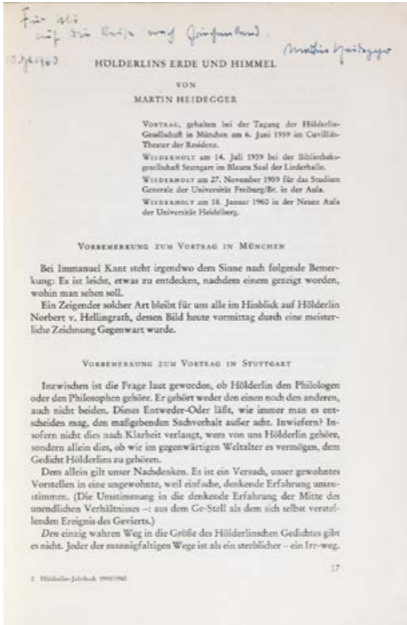 Für
auf die Reise nach Griechenland.
Martin Heidegger
HÖLDERLINS ERDE UND HIMMEL
VON
MARTIN HEIDEGGER
VORTRAG, gehalten bei der Tagung der Hölderlin-
Gesellschaft in München am 6. Juni 1959 im Cuvilliés-
Theater der Residenz.
WIEDERHOLT am 14. Juli 1959 bei der Bibliotheks-
gesellschaft Stuttgart im Blauen Saal der Liederhalle.
WIEDERHOLT am 27. November 1959 für das Studium
Generale der Universität Freiburg/Br. in der Aula.
WIEDERHOLT am 18. Januar 1960 in der Neuen Aula
der Universität Heidelberg.
VORBEMERKUNG ZUM VORTRAG IN MÜNCHEN
Bei Immanuel Kant steht irgendwo dem Sinne nach folgende Bemer-
kung: Es ist leicht, etwas zu entdecken, nachdem einem gezeigt worden,
wohin man sehen soll.
Ein Zeigender solcher Art bleibt für uns alle im Hinblick auf Hölderlin
Norbert v. Hellingrath, dessen Bild heute vormittag durch eine meister-
liche Zeichnung Gegenwart wurde.
VORBEMERKUNG ZUM VORTRAG IN STUTTGART
Inzwischen ist die Frage laut geworden, ob Hölderlin den Philologen
oder den Philosophen gehöre. Er gehört weder den einen noch den anderen,
auch nicht beiden. Dieses Entweder-Oder läßt, wie immer man es ent-
scheiden mag, den maßgebenden Sachverhalt außer acht. Inwiefern? In-
sofern nicht dies nach Klarheit verlangt, wem von uns Hölderlin gehöre,
sondern allein dies, ob wir im gegenwärtigen Weltalter es vermögen, dem
Gedicht Hölderlins zu gehören.
Dem allein gilt unser Nachdenken. Es ist ein Versuch, unser gewohntes
Vorstellen in eine ungewohnte, weil einfache, denkende Erfahrung umzu-
stimmen. (Die Umstimmung in die denkende Erfahrung der Mitte des
unendlichen Verhältnisses –: aus dem Ge-Stell als dem sich selbst verstel-
lenden Ereignis des Gevierts.)
Den einzig wahren Weg in die Größe des Hölderlinschen Gedichtes gibt
es nicht. Jeder der mannigfaltigen Wege ist als ein sterblicher – ein Irr-weg.
17
2 Hölderlin-Jahrbuch 1958/1960